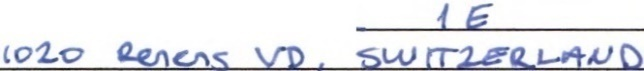 1E
1020 Renens VD, SWITZERLAND